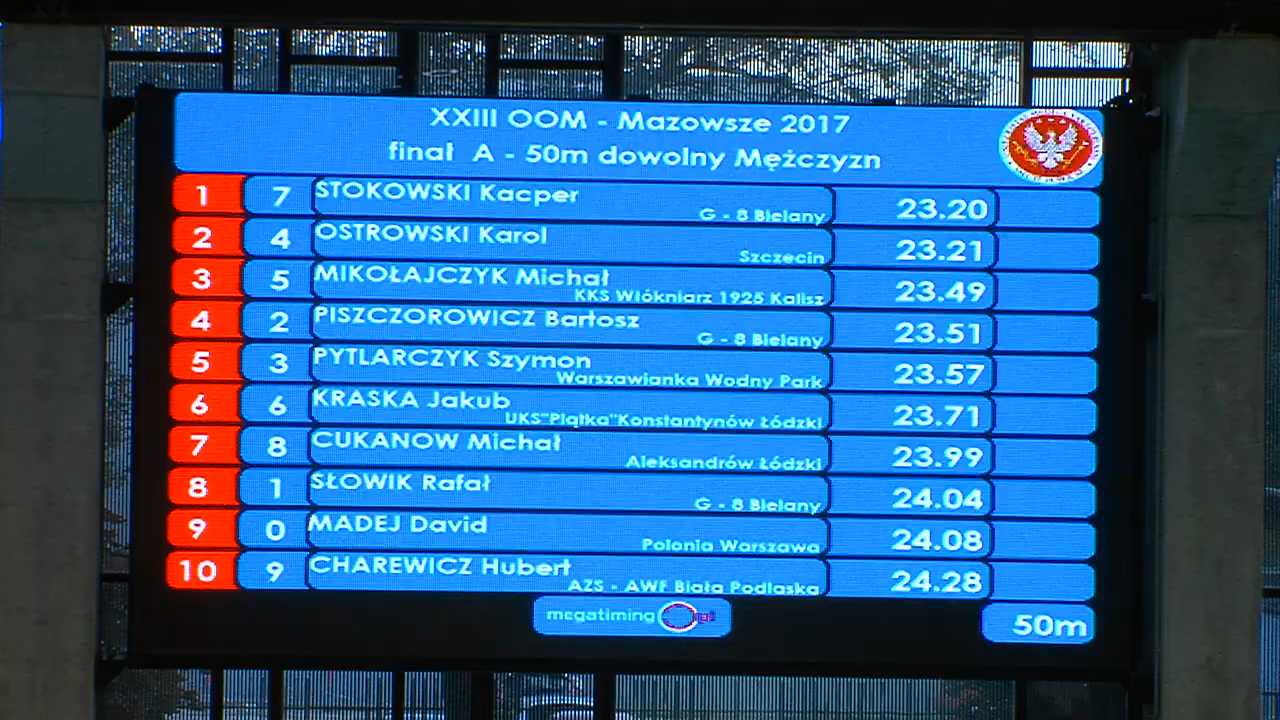 XXIII OOM - Mazowsze 2017
finał A - 50m dowolny Mężczyzn
1 7 STOKOWSKI Kacper G - 8 Bielany 23.20
2 4 OSTROWSKI Karol Szczecin 23.21
3 5 MIKOŁAJCZYK Michał KKS Włókniarz 1925 Kalisz 23.49
4 2 PISZCZOROWICZ Bartosz G - 8 Bielany 23.51
5 3 PYTLARCZYK Szymon Warszawianka Wodny Park 23.57
6 6 KRASKA Jakub UKS"Piątka"Konstantynów Łódzki 23.71
7 8 CUKANOW Michał Aleksandrów Łódzki 23.99
8 1 SŁOWIK Rafał G - 8 Bielany 24.04
9 0 MADEJ David Polonia Warszawa 24.08
10 9 CHAREWICZ Hubert AZS - AWF Biała Podlaska 24.28
megatiming
50m